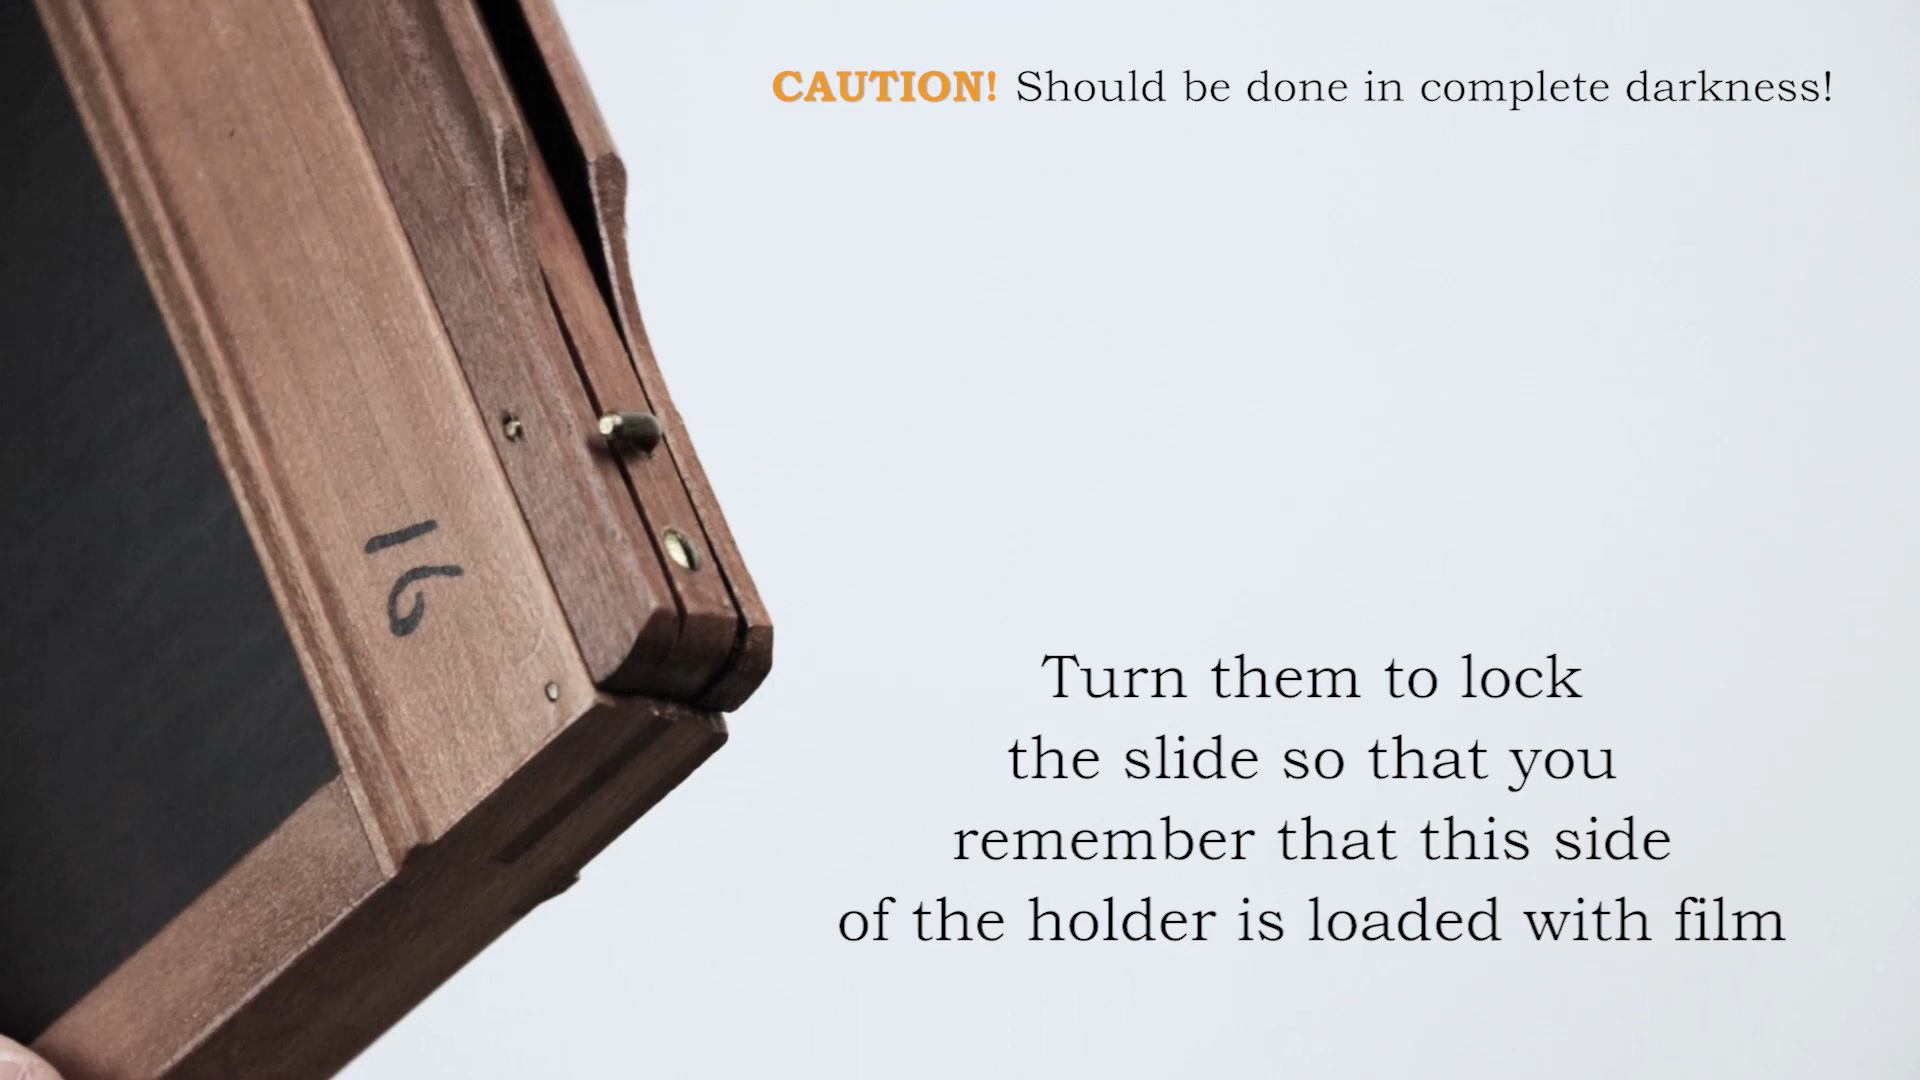 CAUTION! Should be done in complete darkness!
16
Turn them to lock
the slide so that you
remember that this side
of the holder is loaded with film